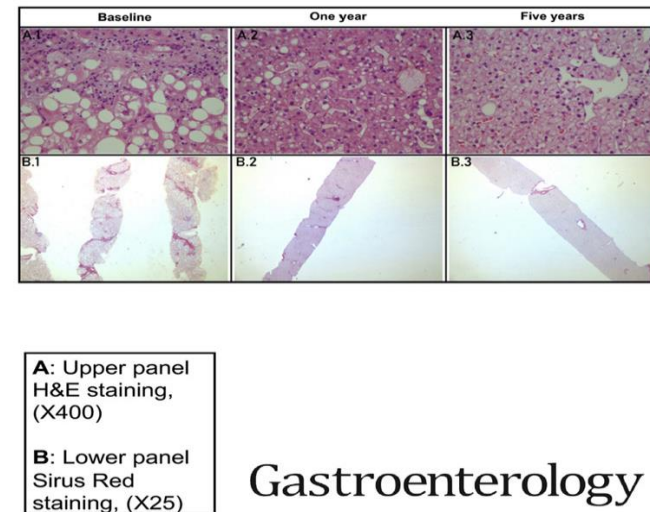 Baseline One year Five years
A.1 A.2 A.3
B.1 B.2 B.3
A: Upper panel
H&E staining,
(X400)
B: Lower panel
Sirus Red
staining, (X25)
Gastroenterology